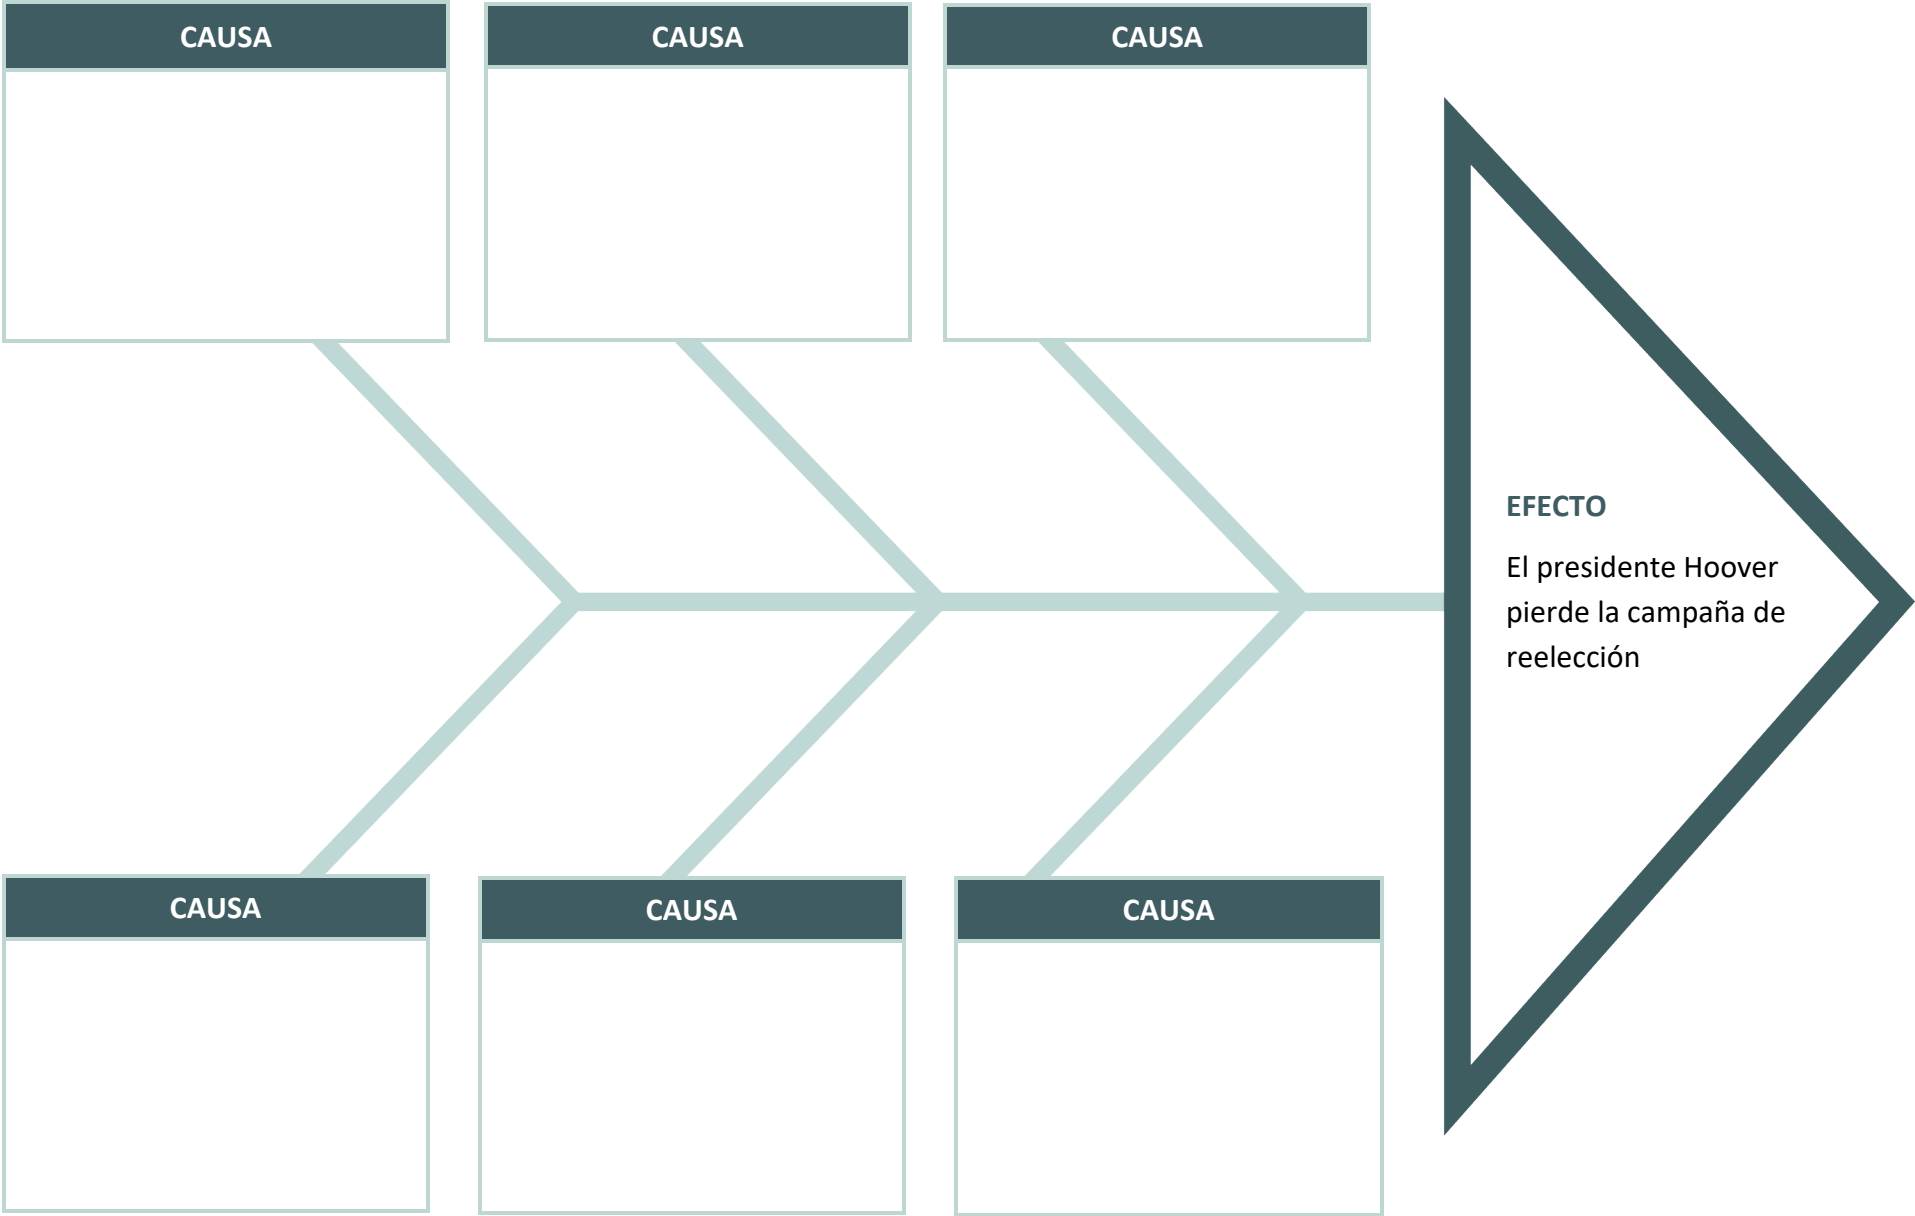 CAUSA
CAUSA
CAUSA
EFECTO
El presidente Hoover
pierde la campaña de
reelección
CAUSA
CAUSA
CAUSA